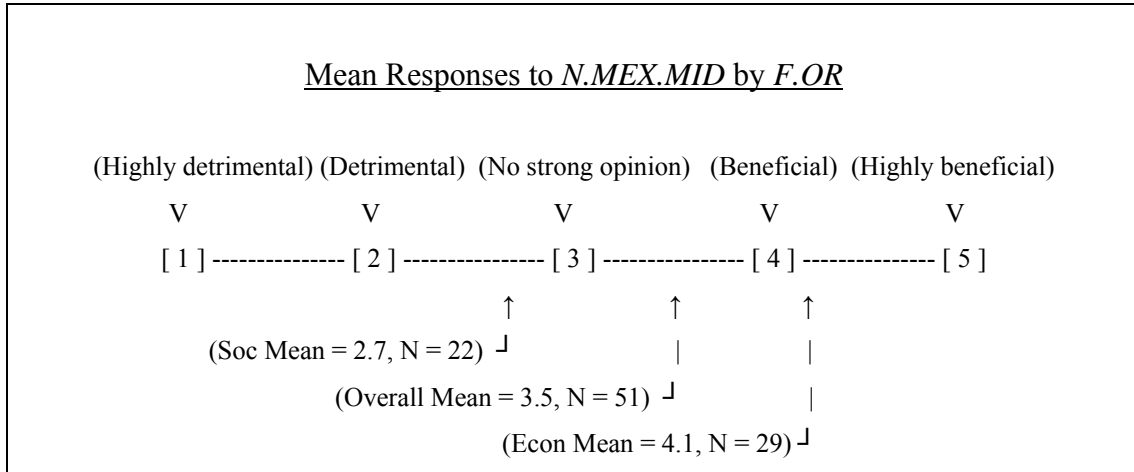 Mean Responses to N.MEX.MID by F.OR
(Highly detrimental) (Detrimental) (No strong opinion) (Beneficial) (Highly beneficial)
V V V V V
[ 1 ] --------------- [ 2 ] ---------------- [ 3 ] ---------------- [ 4 ] --------------- [ 5 ]
↑ ↑ ↑
(Soc Mean = 2.7, N = 22) ┘ | |
(Overall Mean = 3.5, N = 51) ┘ |
(Econ Mean = 4.1, N = 29) ┘